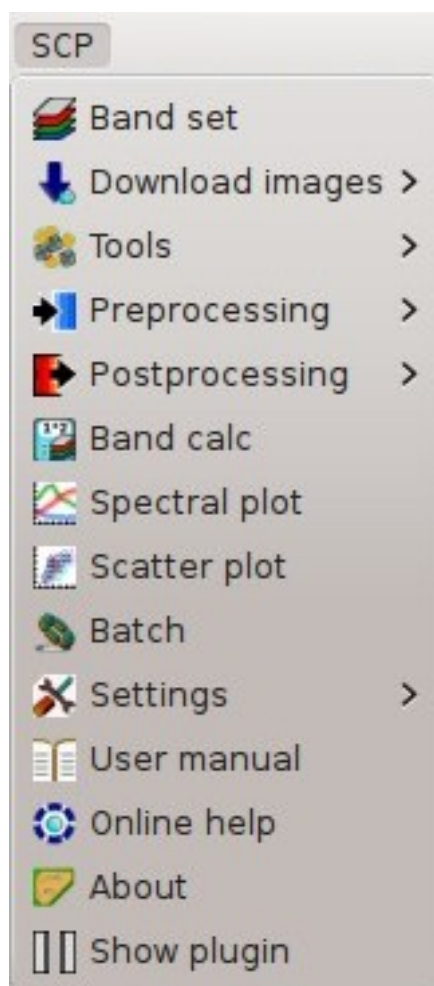 SCP
Band set
Download images >
Tools >
Preprocessing >
Postprocessing >
Band calc
Spectral plot
Scatter plot
Batch
Settings >
User manual
Online help
About
Show plugin